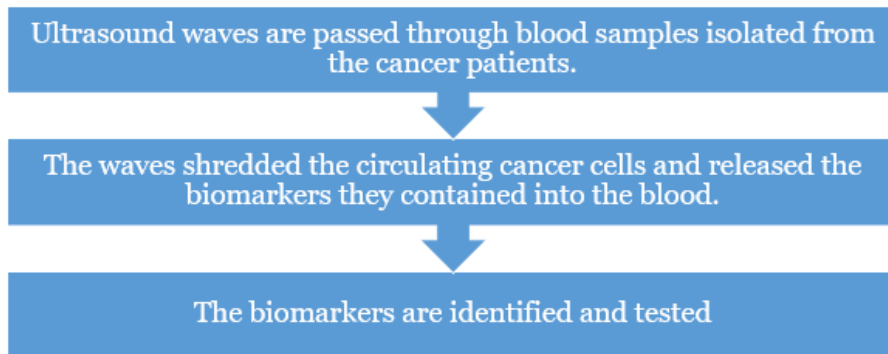 Ultrasound waves are passed through blood samples isolated from
the cancer patients.
The waves shredded the circulating cancer cells and released the
biomarkers they contained into the blood.
The biomarkers are identified and tested